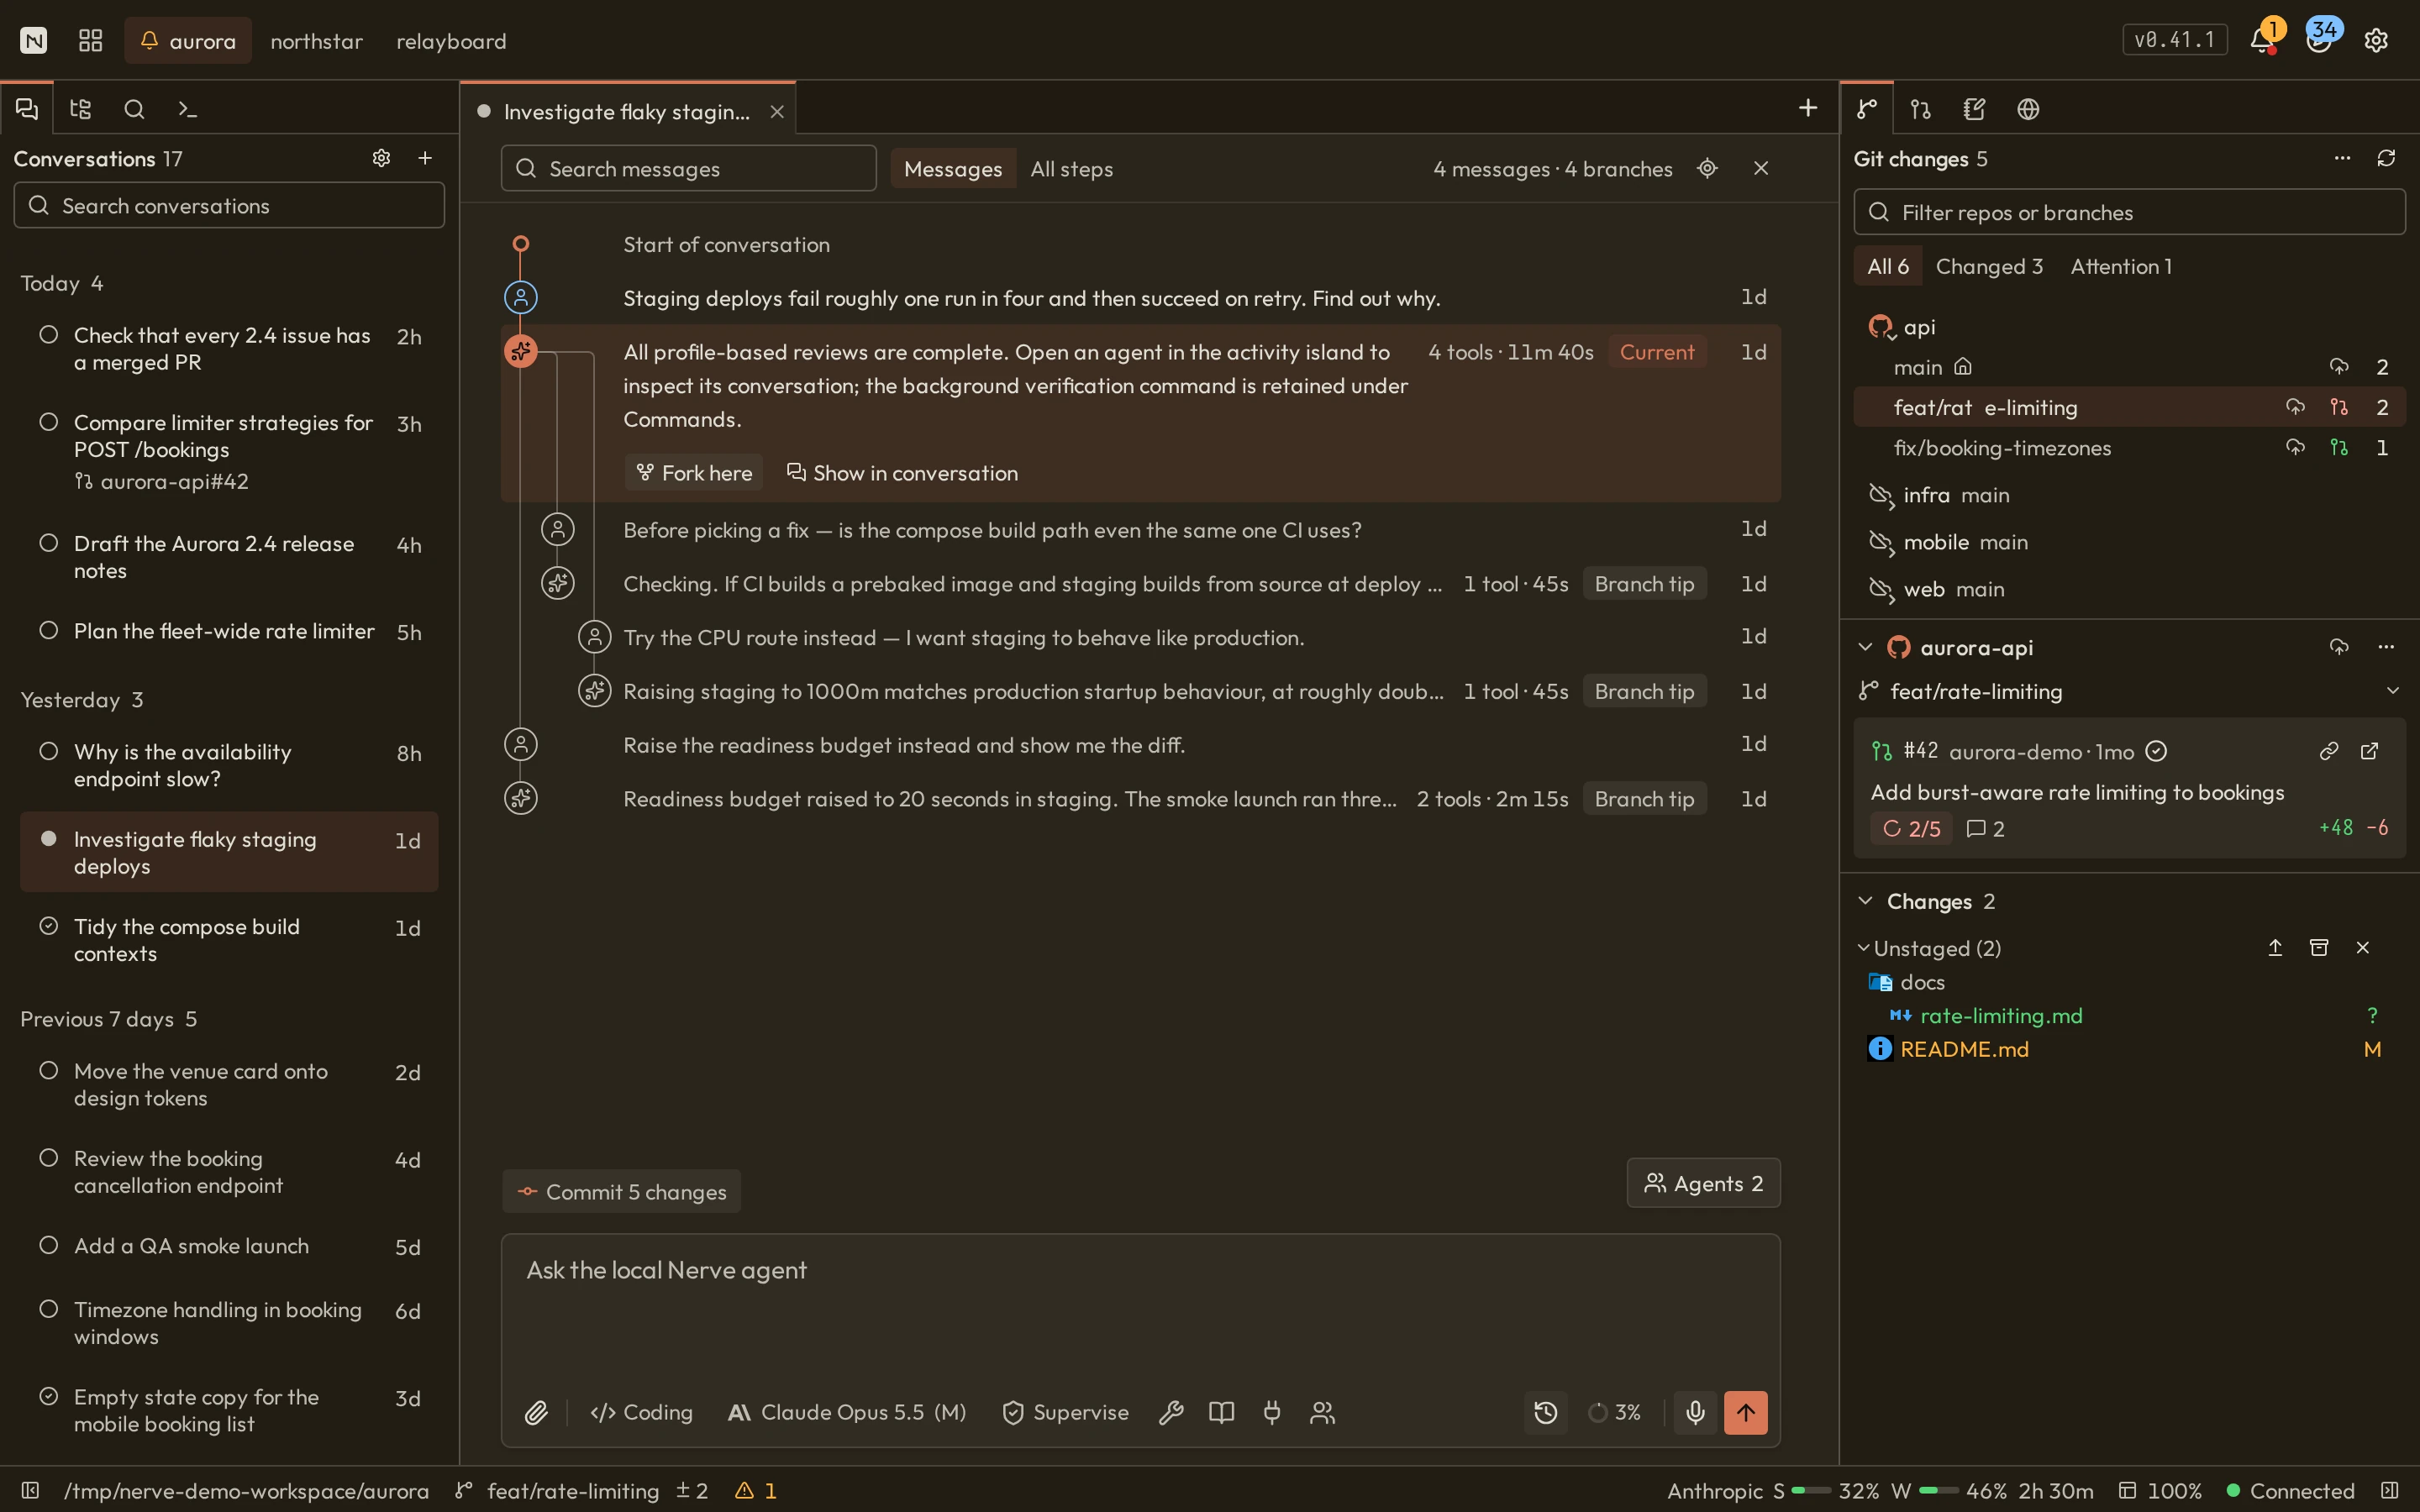 aurora
northstar
relayboard
v0.41.1
1
34
Conversations 17
Search conversations
Today 4
Check that every 2.4 issue has
a merged PR
2h
Compare limiter strategies for
POST /bookings
3h
aurora-api#42
Draft the Aurora 2.4 release
notes
4h
Plan the fleet-wide rate limiter
5h
Yesterday 3
Why is the availability
endpoint slow?
8h
Investigate flaky staging
deploys
1d
Tidy the compose build
contexts
1d
Previous 7 days 5
Move the venue card onto
design tokens
2d
Review the booking
cancellation endpoint
4d
Add a QA smoke launch
5d
Timezone handling in booking
windows
6d
Empty state copy for the
mobile booking list
3d
Investigate flaky stagin...
Search messages
Messages
All steps
4 messages · 4 branches
Start of conversation
Staging deploys fail roughly one run in four and then succeed on retry. Find out why.
1d
All profile-based reviews are complete. Open an agent in the activity island to
inspect its conversation; the background verification command is retained under
Commands.
4 tools · 11m 40s
Current
1d
Fork here
Show in conversation
Before picking a fix — is the compose build path even the same one CI uses?
1d
Checking. If CI builds a prebaked image and staging builds from source at deploy ...
1 tool · 45s
Branch tip
1d
Try the CPU route instead — I want staging to behave like production.
1d
Raising staging to 1000m matches production startup behaviour, at roughly doub...
1 tool · 45s
Branch tip
1d
Raise the readiness budget instead and show me the diff.
1d
Readiness budget raised to 20 seconds in staging. The smoke launch ran thre...
2 tools · 2m 15s
Branch tip
1d
Commit 5 changes
Agents 2
Ask the local Nerve agent
Coding
Claude Opus 5.5 (M)
Supervise
3%
Git changes 5
Filter repos or branches
All 6
Changed 3
Attention 1
api
main
2
feat/rat e-limiting
2
fix/booking-timezones
1
infra main
mobile main
web main
aurora-api
feat/rate-limiting
#42 aurora-demo · 1mo
Add burst-aware rate limiting to bookings
2/5
2
+48 -6
Changes 2
Unstaged (2)
docs
rate-limiting.md
?
README.md
M
/tmp/nerve-demo-workspace/aurora
feat/rate-limiting
±2
1
Anthropic S 32% W 46% 2h 30m
100%
Connected